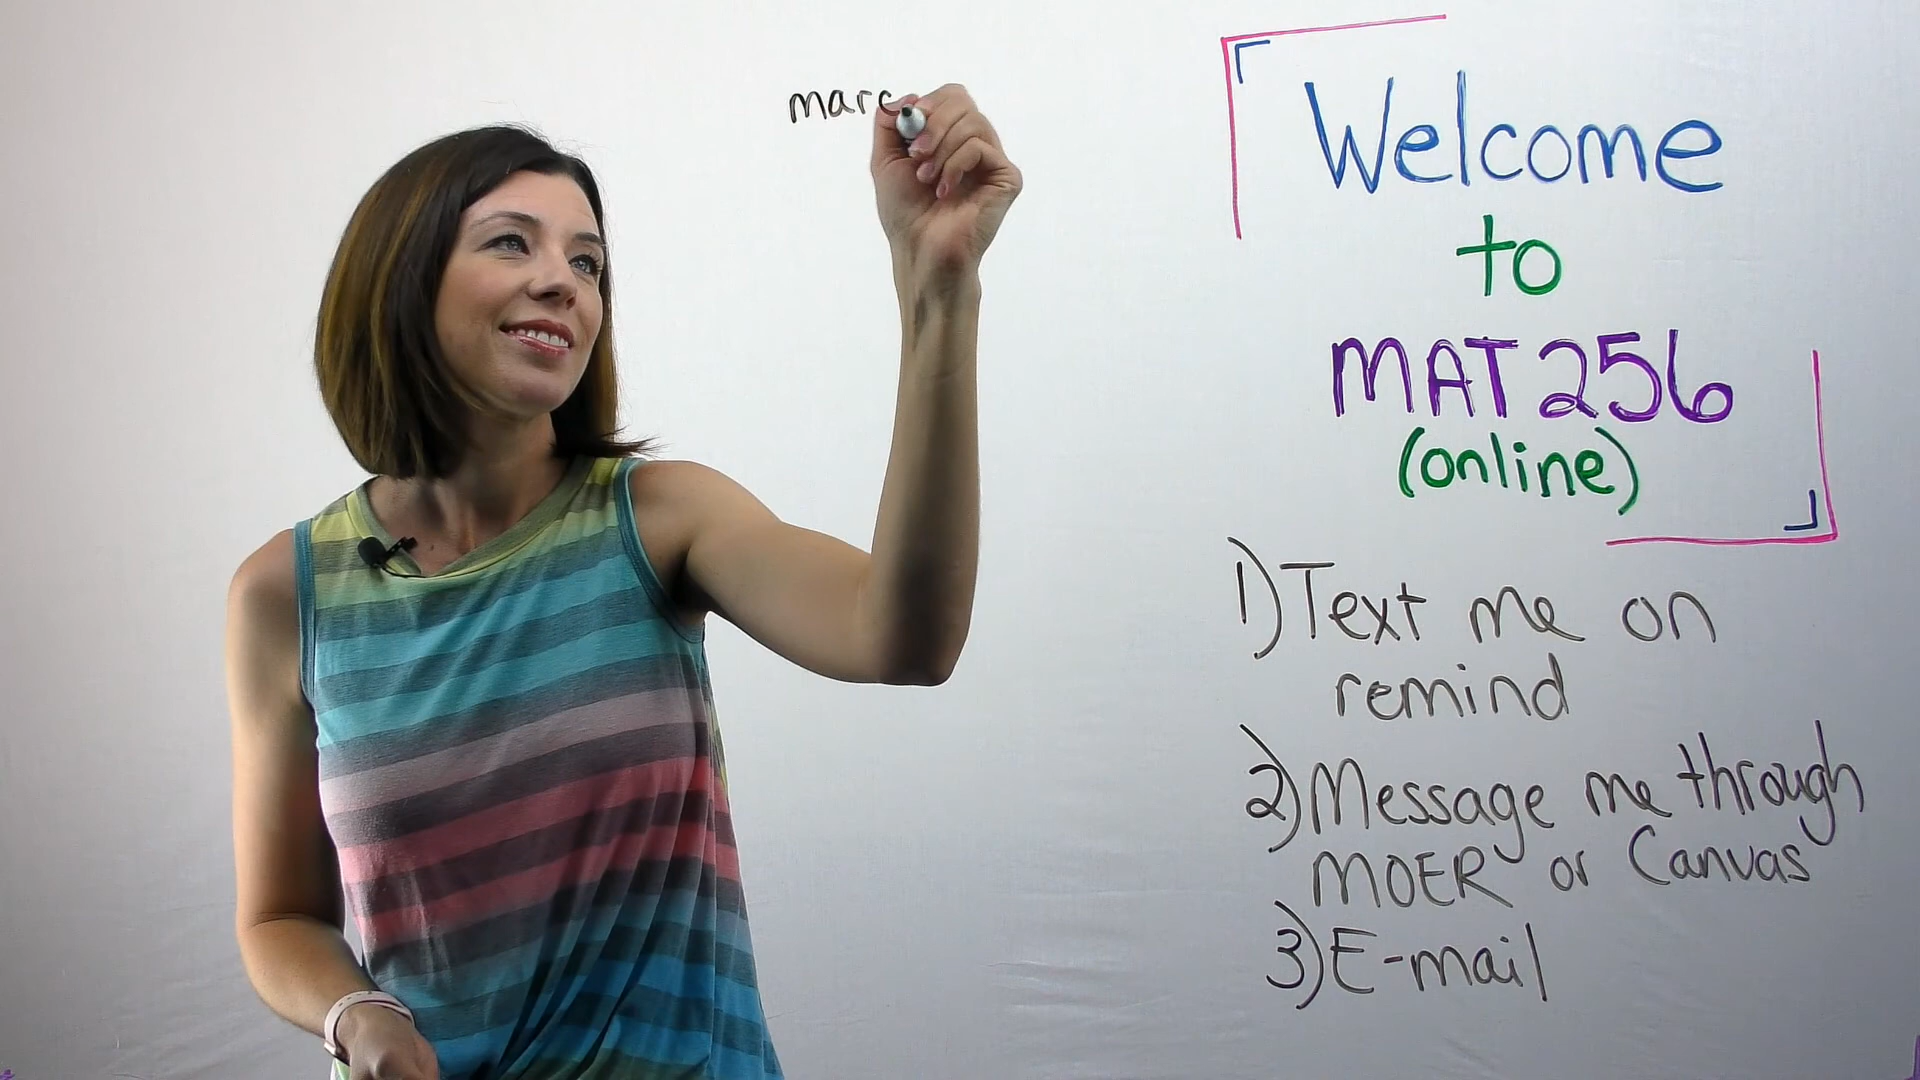 marc
Welcome
to
MAT256
(online)
1) Text me on
remind
2) Message me through
MOER or Canvas
3) E-mail